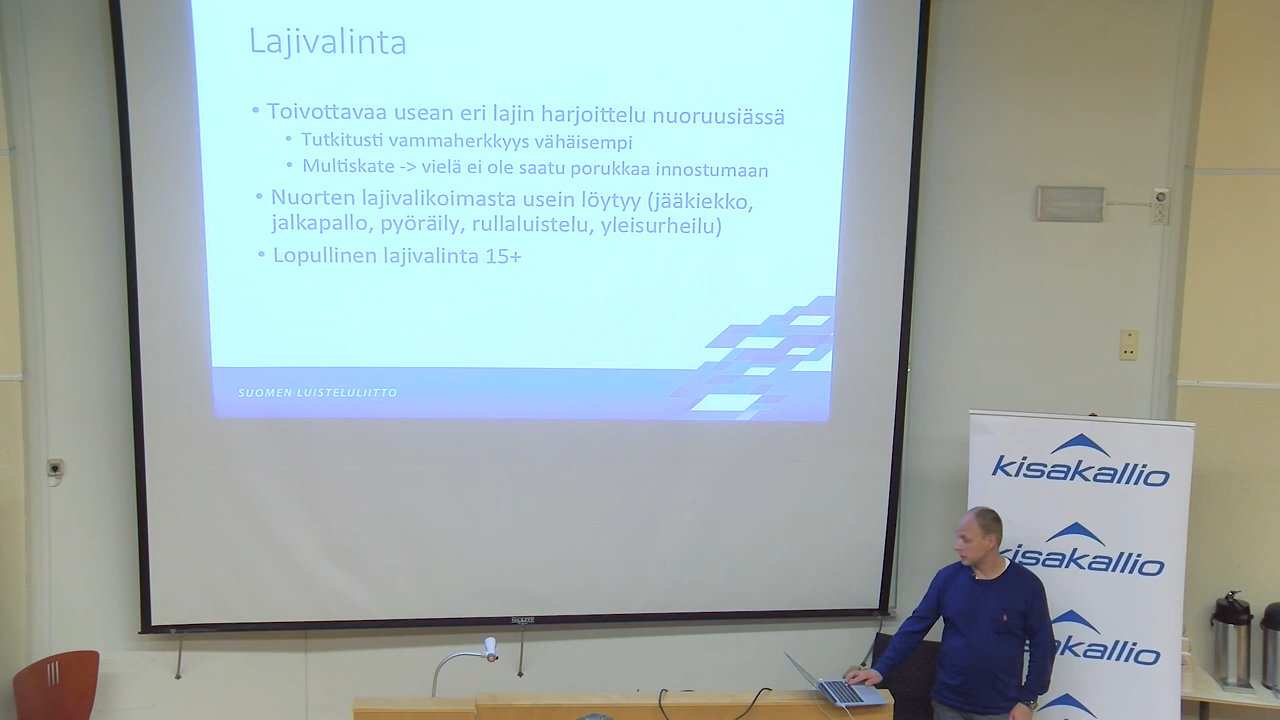 Lajivalinta
• Toivottavaa usean eri lajin harjoittelu nuoruusiässä
• Tutkitusti vammaherkkyys vähäisempi
• Multiskate -> vielä ei ole saatu porukkaa innostumaan
• Nuorten lajivalikoimasta usein löytyy (jääkiekko,
jalkapallo, pyöräily, rullaluistelu, yleisurheilu)
• Lopullinen lajivalinta 15+
SUOMEN LUISTELULIITTO
kisakallio
kisakallio
kisakallio